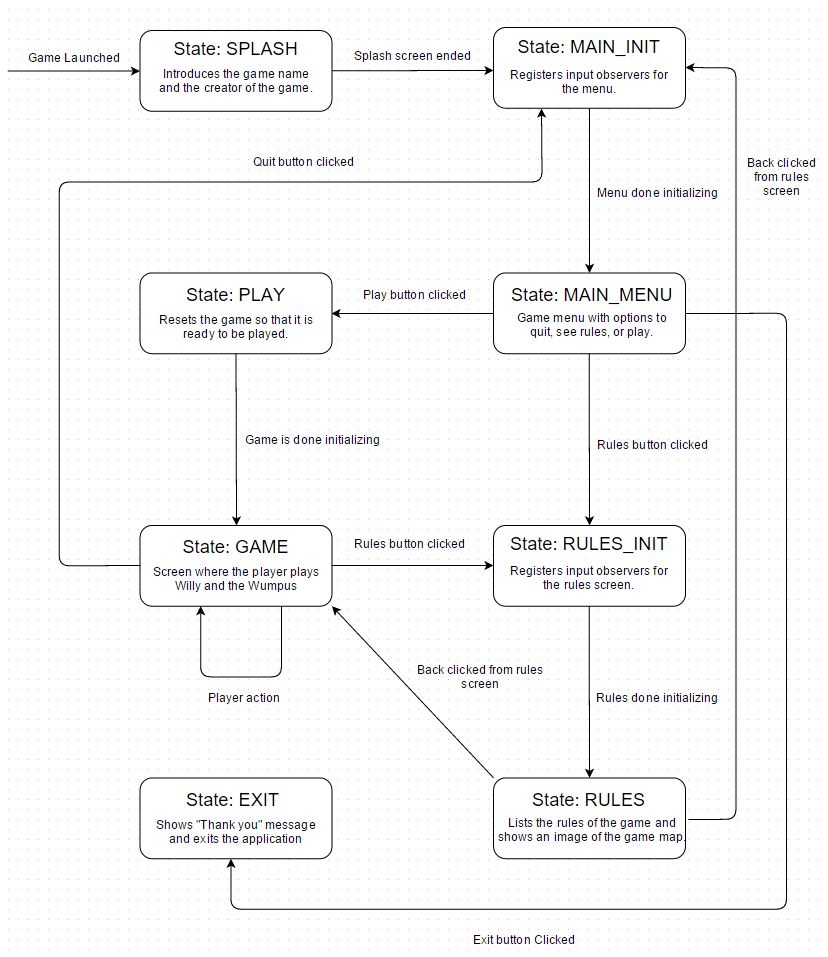 Game Launched
State: SPLASH
Introduces the game name
and the creator of the game.
Splash screen ended
State: MAIN_INIT
Registers input observers for
the menu.
Quit button clicked
Back clicked
from rules
screen
Menu done initializing
State: PLAY
Resets the game so that it is
ready to be played.
Play button clicked
State: MAIN_MENU
Game menu with options to
quit, see rules, or play.
Game is done initializing
Rules button clicked
State: GAME
Screen where the player plays
Willy and the Wumpus
Rules button clicked
State: RULES_INIT
Registers input observers for
the rules screen.
Back clicked from rules
screen
Player action
Rules done initializing
State: EXIT
Shows "Thank you" message
and exits the application
State: RULES
Lists the rules of the game and
shows an image of the game map.
Exit button Clicked